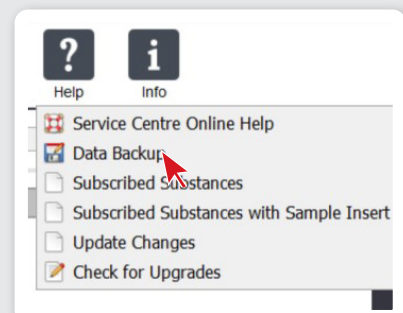 Help Info
Service Centre Online Help
Data Backup
Subscribed Substances
Subscribed Substances with Sample Insert
Update Changes
Check for Upgrades